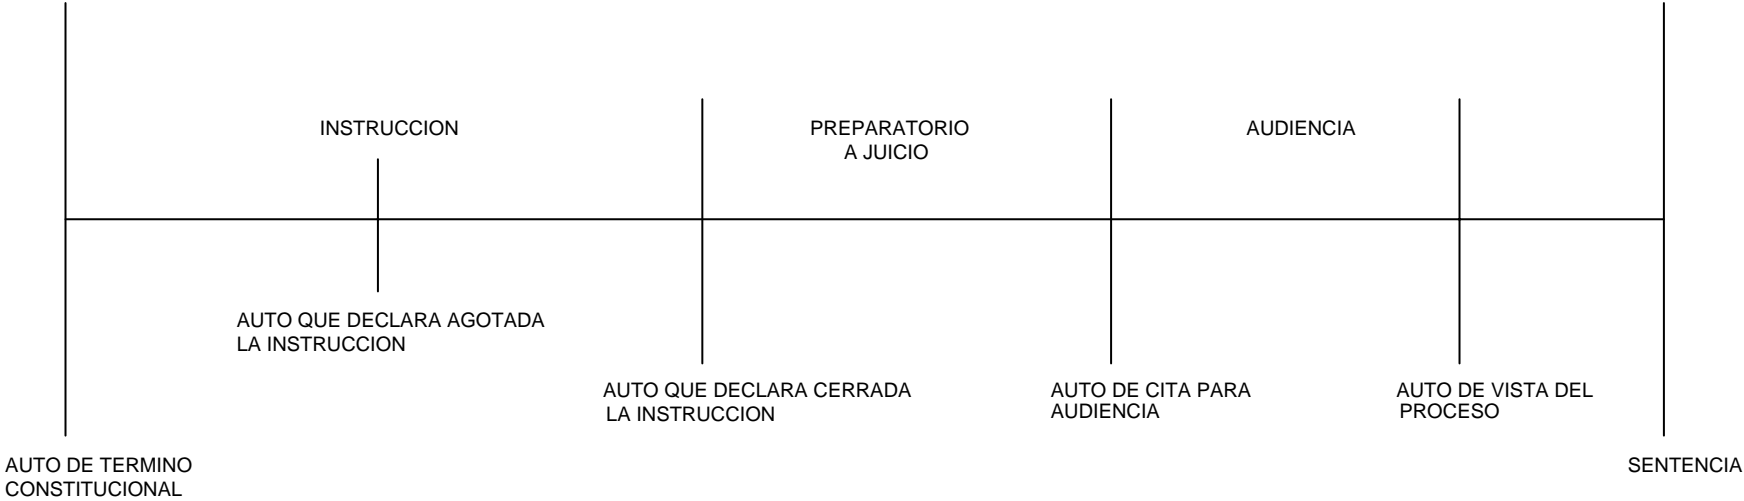 INSTRUCCION
PREPARATORIO
A JUICIO
AUDIENCIA
AUTO QUE DECLARA AGOTADA
LA INSTRUCCION
AUTO QUE DECLARA CERRADA
LA INSTRUCCION
AUTO DE CITA PARA
AUDIENCIA
AUTO DE VISTA DEL
PROCESO
AUTO DE TERMINO
CONSTITUCIONAL
SENTENCIA